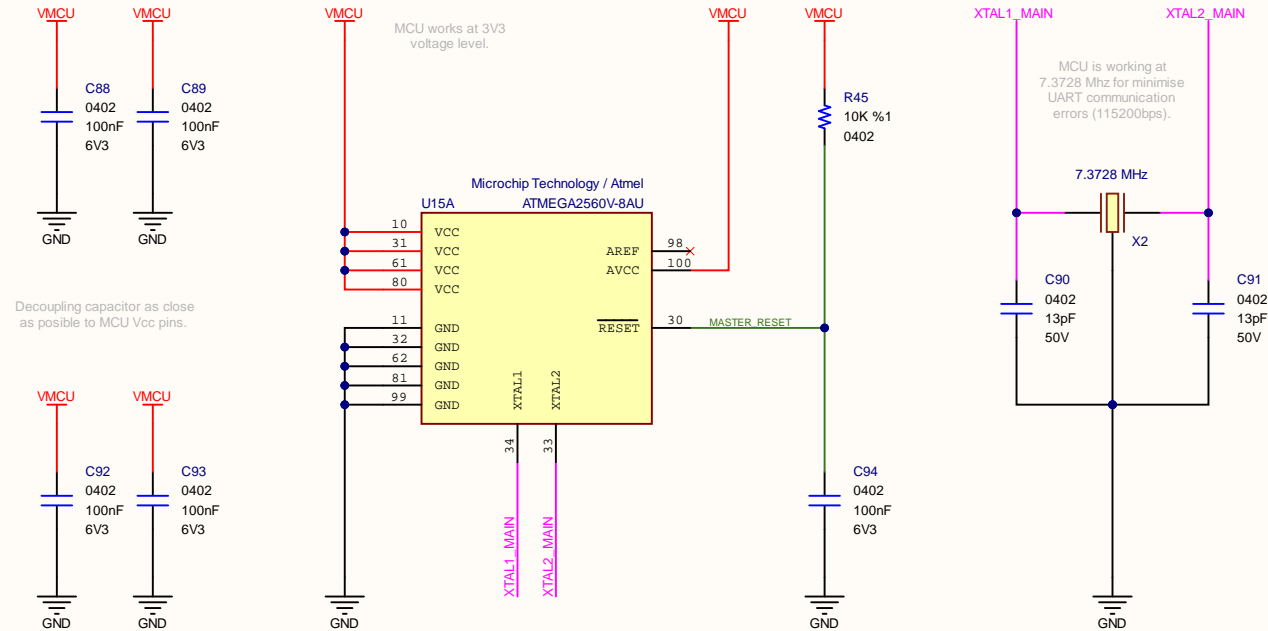 VMCU
VMCU
VMCU
VMCU
VMCU
XTAL1_MAIN
XTAL2_MAIN
MCU works at 3V3
voltage level.
MCU is working at
7.3728 Mhz for minimise
UART communication
errors (115200bps).
C88
0402
100nF
6V3
C89
0402
100nF
6V3
R45
10K %1
0402
GND
GND
Microchip Technology / Atmel
U15A
ATMEGA2560V-8AU
10
VCC
31
VCC
61
VCC
80
VCC
11
GND
32
GND
62
GND
81
GND
99
GND
AREF
98
AVCC
100
RESET
30
MASTER_RESET
XTAL1
XTAL2
34
33
XTAL1_MAIN
XTAL2_MAIN
7.3728 MHz
X2
C90
0402
13pF
50V
C91
0402
13pF
50V
Decoupling capacitor as close
as posible to MCU Vcc pins.
VMCU
VMCU
C92
0402
100nF
6V3
C93
0402
100nF
6V3
C94
0402
100nF
6V3
GND
GND
GND
GND
GND